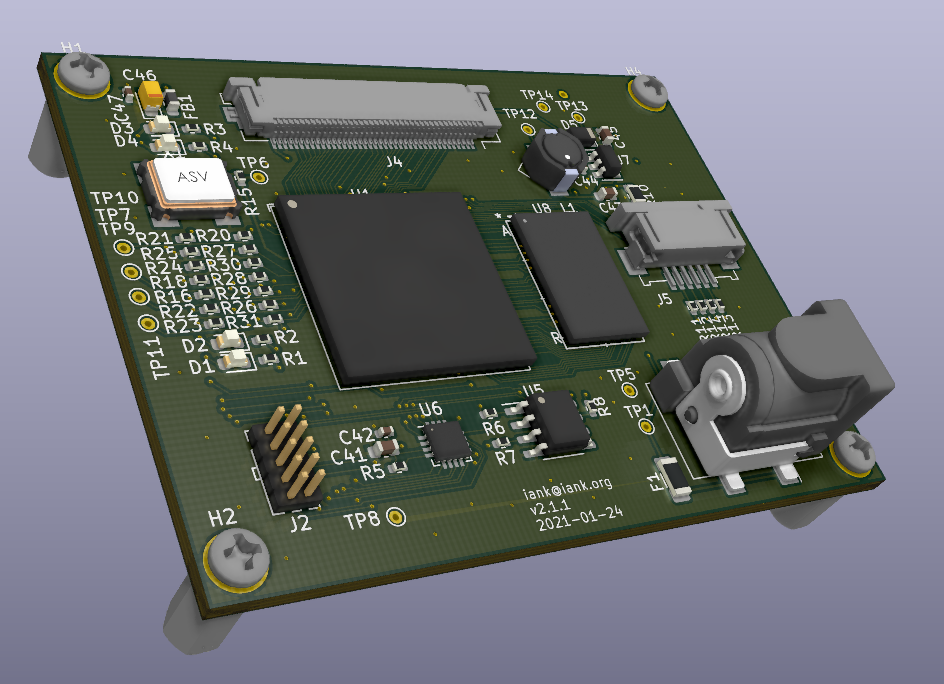 H1
H4
C46
C47
FB1
D3
R3
D4
R4
TP14
TP13
TP12
D5
J4
ASV
TP6
R15
TP10
TP7
TP9
U1
U8
L1
C44
J5
R21
R20
R25
R27
R24
R30
R18
R28
R16
R29
R22
R26
R23
R31
TP11
D2
R2
D1
R1
TP5
TP1
U5
U6
R8
C42
C41
R5
R6
R7
F1
J2
TP8
H2
iank@iank.org
v2.1.1
2021-01-24